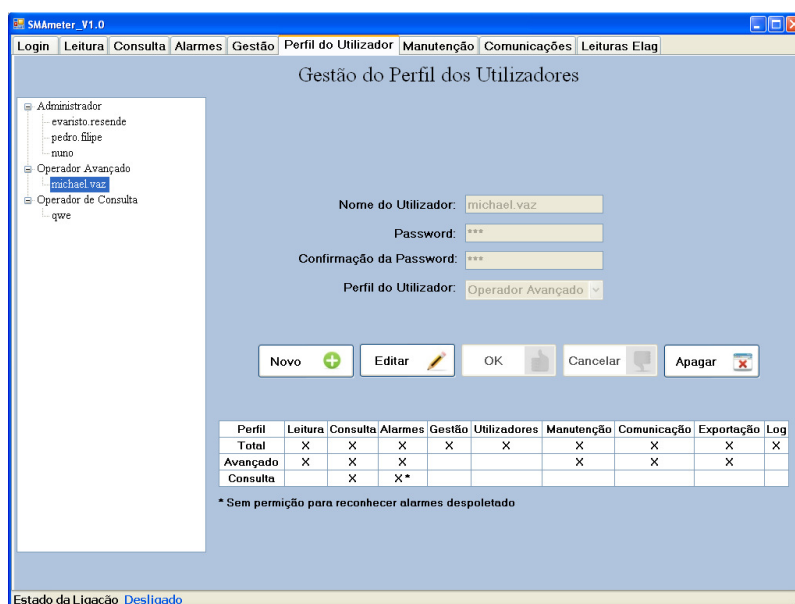 SMAmeter_V1.0
Login Leitura Consulta Alarmes Gestão Perfil do Utilizador Manutenção Comunicações Leituras Elag
Gestão do Perfil dos Utilizadores
Administrador
evaristo.resende
pedro.filipe
nuno
Operador Avançado
michael.vaz
Operador de Consulta
qwe
Nome do Utilizador: michael.vaz
Password: ***
Confirmação da Password: ***
Perfil do Utilizador: Operador Avançado
Novo Editar OK Cancelar Apagar
Perfil Leitura Consulta Alarmes Gestão Utilizadores Manutenção Comunicação Exportação Log
Total X X X X X X X X X
Avançado X X X X X X
Consulta X X*
* Sem permição para reconhecer alarmes despoletado
Estado da Ligação Desligado